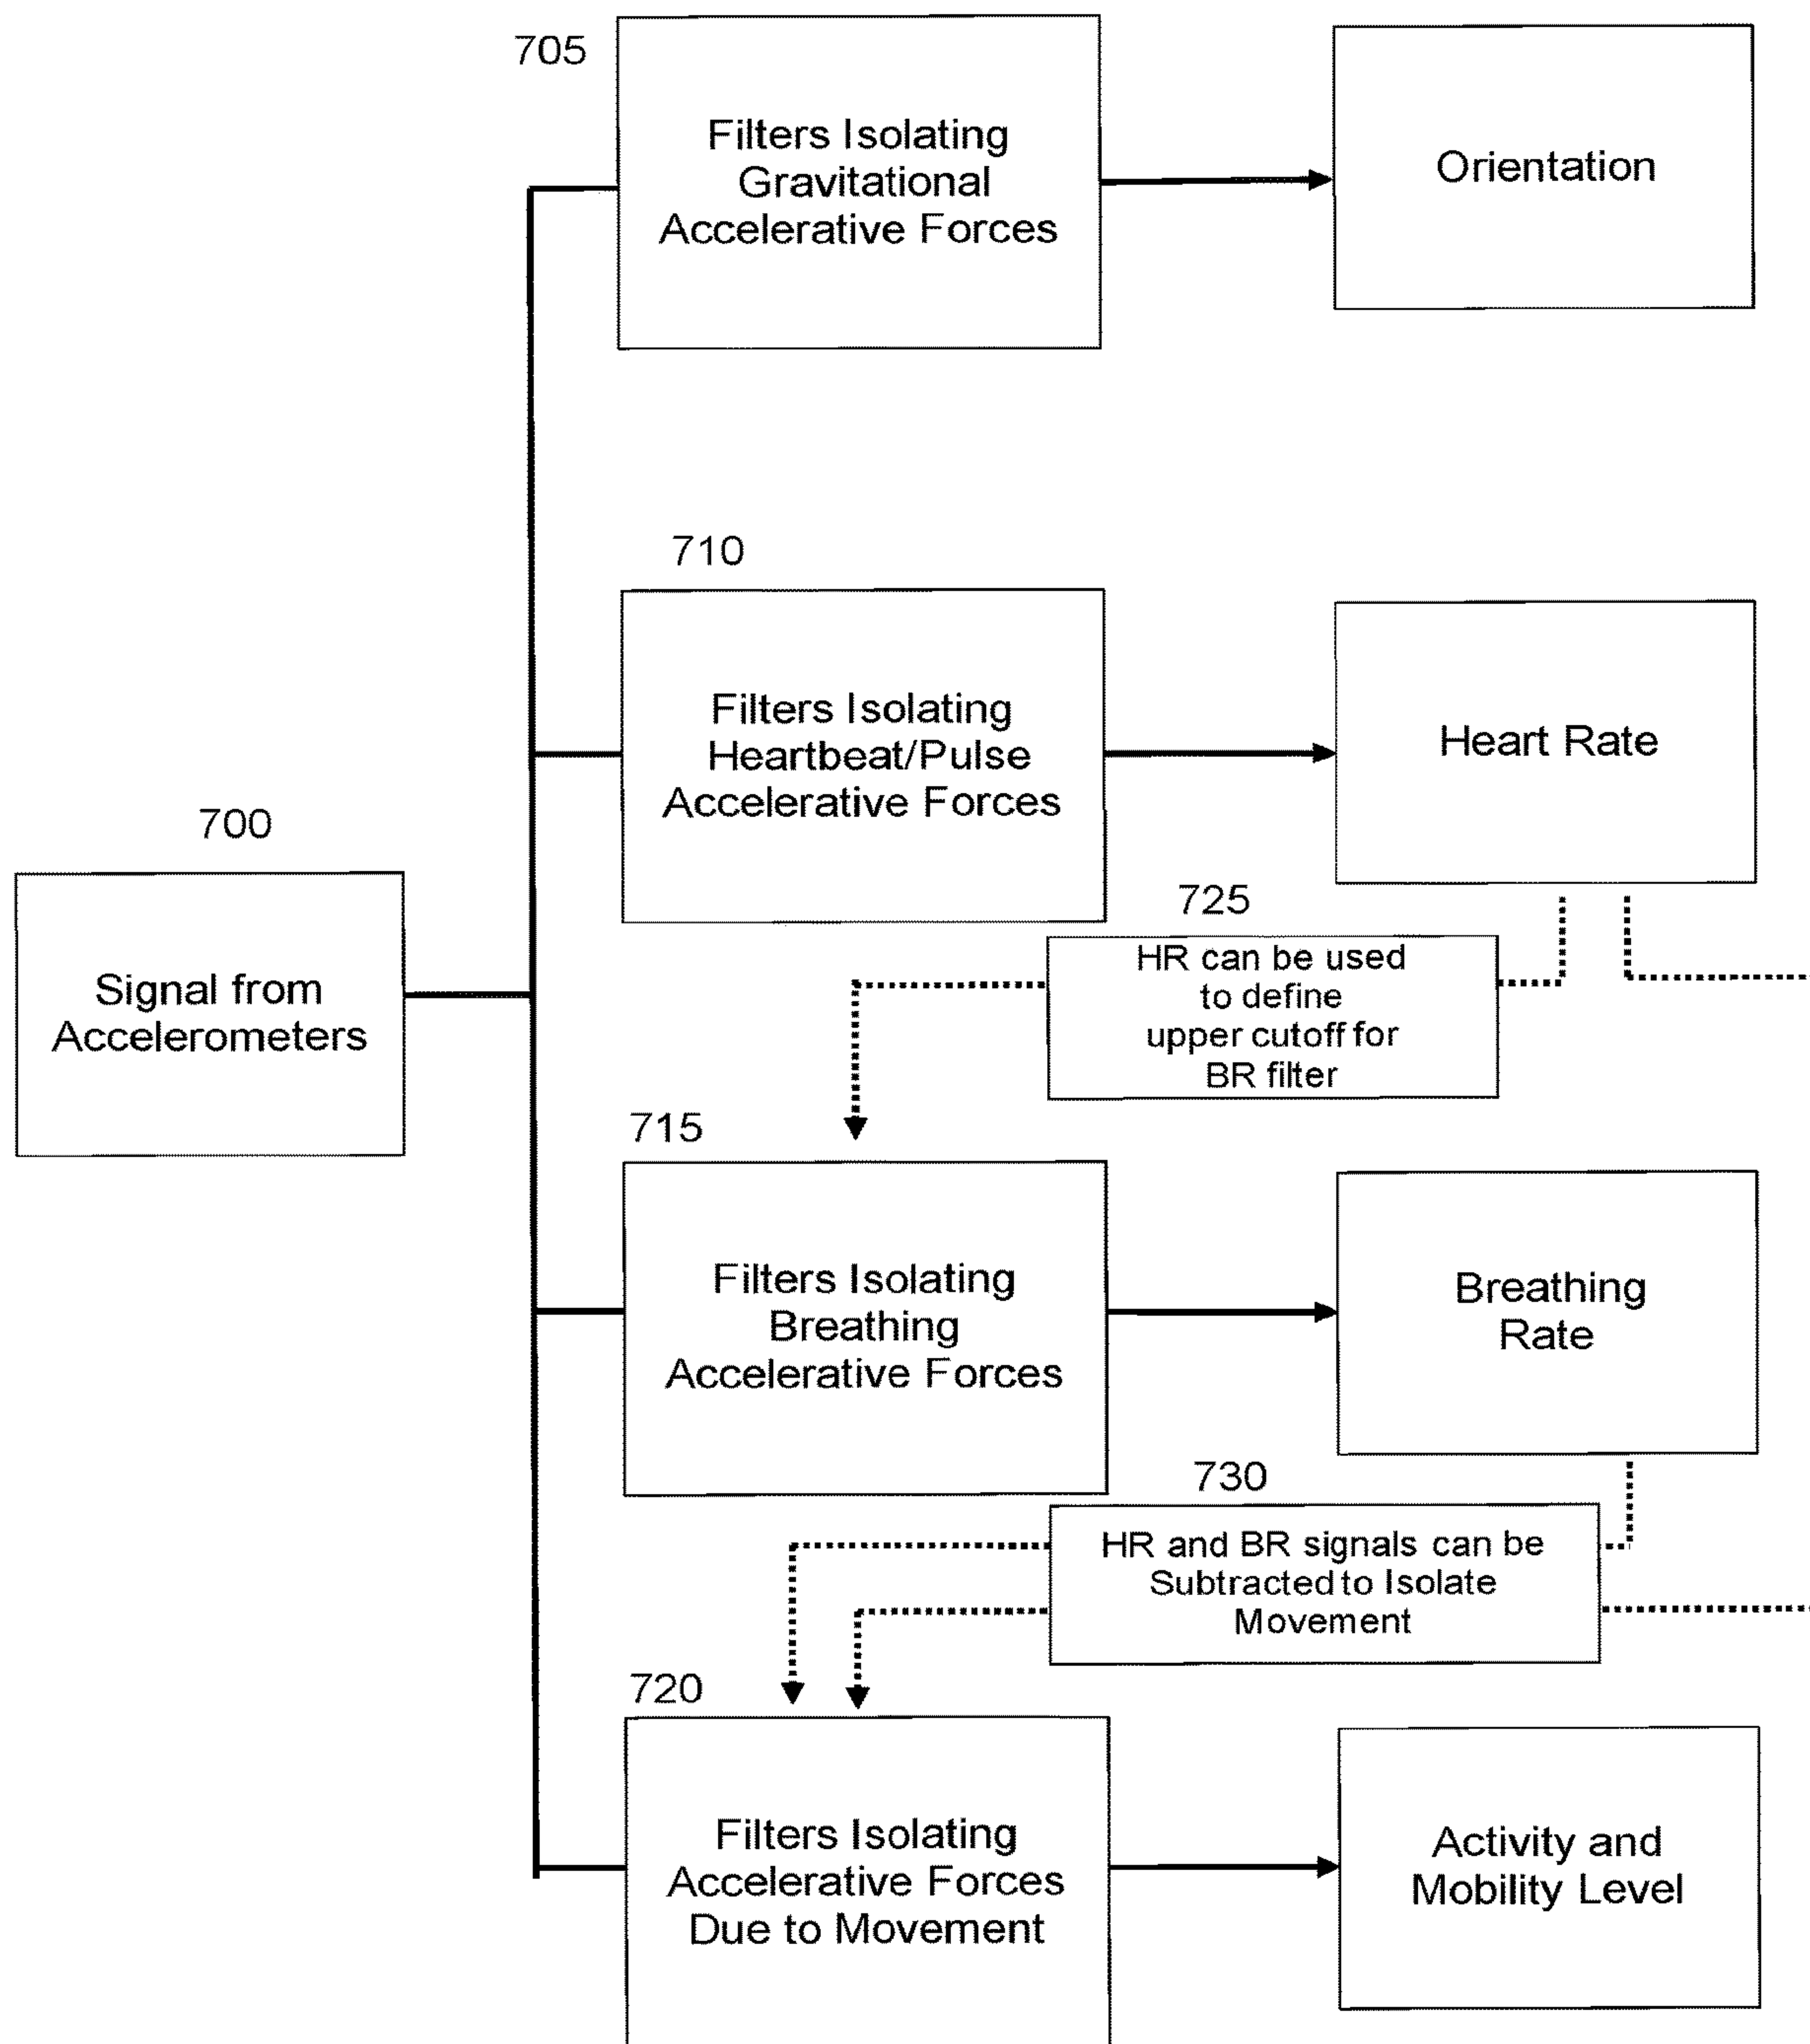 705
Filters Isolating
Gravitational
Accelerative Forces
Orientation
710
Filters Isolating
Heartbeat/Pulse
Accelerative Forces
Heart Rate
700
Signal from
Accelerometers
725
HR can be used
to define
upper cutoff for
BR filter
715
Filters Isolating
Breathing
Accelerative Forces
Breathing
Rate
730
HR and BR signals can be
Subtracted to Isolate
Movement
720
Filters Isolating
Accelerative Forces
Due to Movement
Activity and
Mobility Level